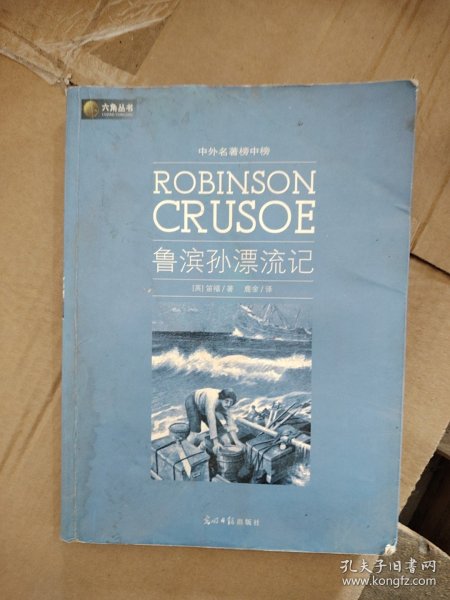 六角丛书
中外名著榜中榜
ROBINSON
CRUSOE
鲁滨孙漂流记
[英] 笛福 / 著 鹿金 / 译
光明日报出版社
孔夫子旧书网
www.kongfz.com